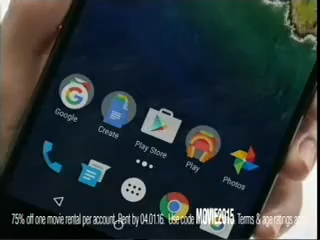 Google
Create
Play Store
Play
Photos
75% off one movie rental per account. Rent by 04.01.16. Use code MOVIE2015. Terms & age ratings